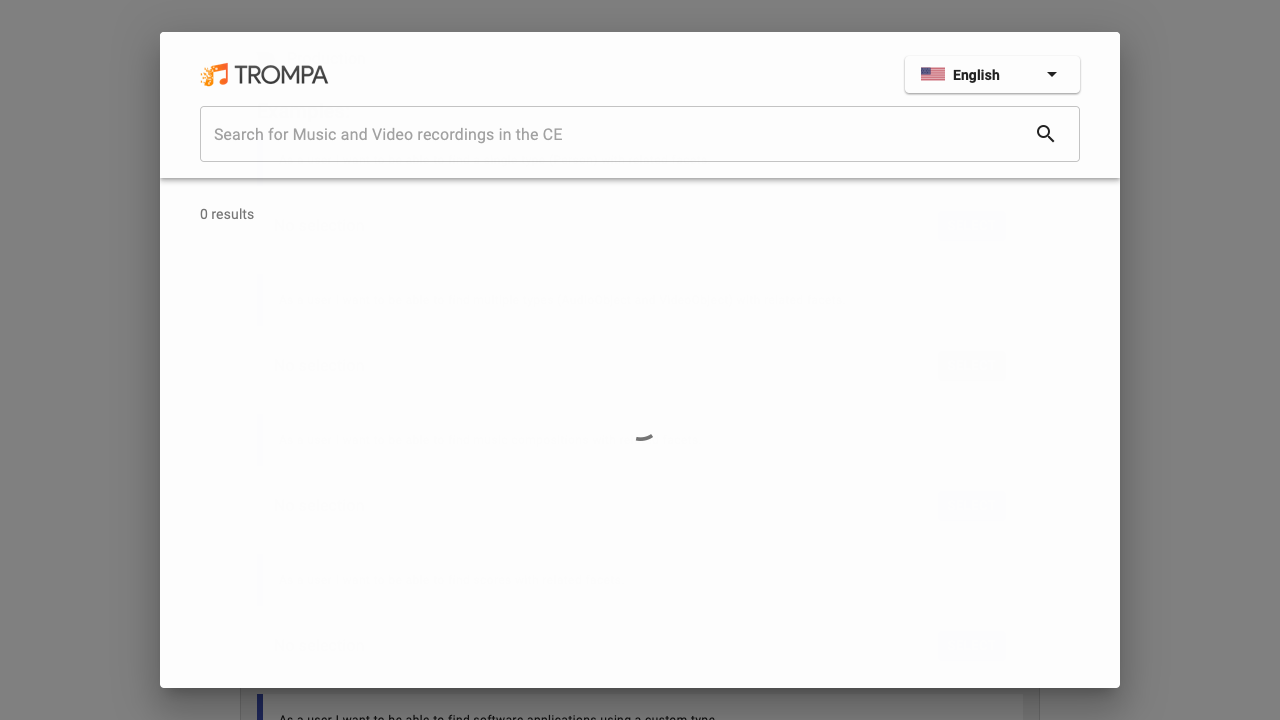 TROMPA
English
Search for Music and Video recordings in the CE
0 results
As a user I want to be able to find software applications using a custom type